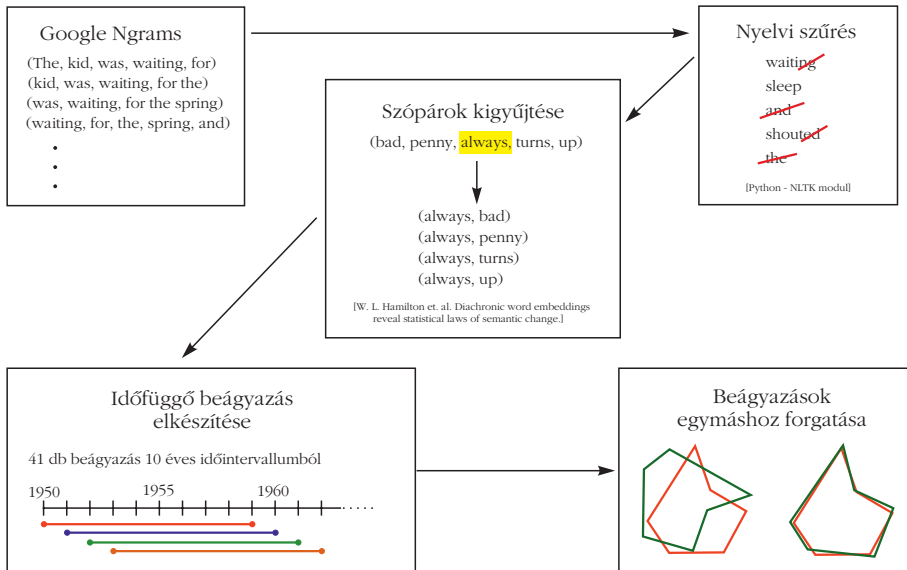 Google Ngrams
(The, kid, was, waiting, for)
(kid, was, waiting, for the)
(was, waiting, for the spring)
(waiting, for, the, spring, and)
Nyelvi szűrés
waiting
sleep
and
shouted
the
[Python - NLTK modul]
Szópárok kigyűjtése
(bad, penny, always, turns, up)
(always, bad)
(always, penny)
(always, turns)
(always, up)
[W. L. Hamilton et. al. Diachronic word embeddings
reveal statistical laws of semantic change.]
Időfüggő beágyazás
elkészítése
41 db beágyazás 10 éves időintervallumból
1950 1955 1960
Beágyazások
egymáshoz forgatása